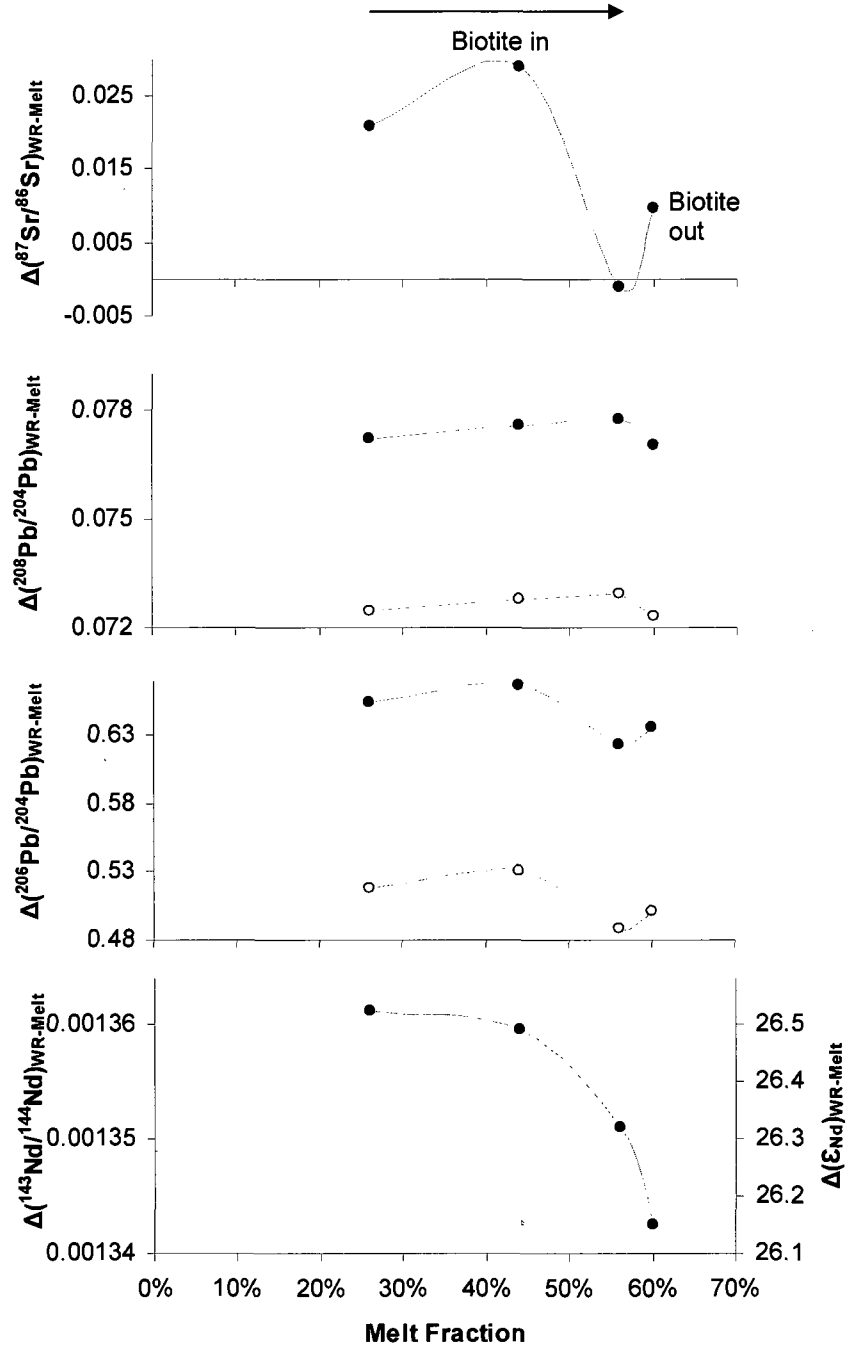 Biotite in
Δ(⁸⁷Sr/⁸⁶Sr)WR-Melt
0.025
0.015
0.005
-0.005
Biotite
out
Δ(²⁰⁸Pb/²⁰⁴Pb)WR-Melt
0.078
0.075
0.072
Δ(²⁰⁶Pb/²⁰⁴Pb)WR-Melt
0.63
0.58
0.53
0.48
Δ(¹⁴³Nd/¹⁴⁴Nd)WR-Melt
0.00136
0.00135
0.00134
26.5
26.4
26.3
26.2
26.1
Δ(εNd)WR-Melt
0% 10% 20% 30% 40% 50% 60% 70%
Melt Fraction